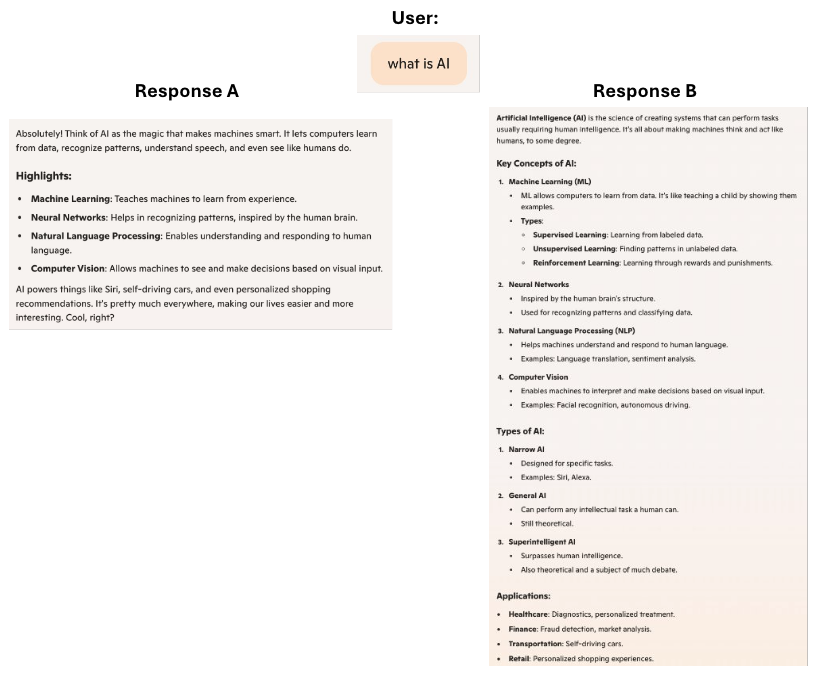 User:
what is AI
Response A
Absolutely! Think of AI as the magic that makes machines smart. It lets computers learn
from data, recognize patterns, understand speech, and even see like humans do.
Highlights:
• Machine Learning: Teaches machines to learn from experience.
• Neural Networks: Helps in recognizing patterns, inspired by the human brain.
• Natural Language Processing: Enables understanding and responding to human
language.
• Computer Vision: Allows machines to see and make decisions based on visual input.
AI powers things like Siri, self-driving cars, and even personalized shopping
recommendations. It's pretty much everywhere, making our lives easier and more
interesting. Cool, right?
Response B
Artificial Intelligence (AI) is the science of creating systems that can perform tasks
usually requiring human intelligence. It's all about making machines think and act like
humans, to some degree.
Key Concepts of AI:
1. Machine Learning (ML)
• ML allows computers to learn from data. It's like teaching a child by showing them
examples.
• Types:
○ Supervised Learning: Learning from labeled data.
○ Unsupervised Learning: Finding patterns in unlabeled data.
○ Reinforcement Learning: Learning through rewards and punishments.
2. Neural Networks
• Inspired by the human brain's structure.
• Used for recognizing patterns and classifying data.
3. Natural Language Processing (NLP)
• Helps machines understand and respond to human language.
• Examples: Language translation, sentiment analysis.
4. Computer Vision
• Enables machines to interpret and make decisions based on visual input.
• Examples: Facial recognition, autonomous driving.
Types of AI:
1. Narrow AI
• Designed for specific tasks.
• Examples: Siri, Alexa.
2. General AI
• Can perform any intellectual task a human can.
• Still theoretical.
3. Superintelligent AI
• Surpasses human intelligence.
• Also theoretical and a subject of much debate.
Applications:
• Healthcare: Diagnostics, personalized treatment.
• Finance: Fraud detection, market analysis.
• Transportation: Self-driving cars.
• Retail: Personalized shopping experiences.